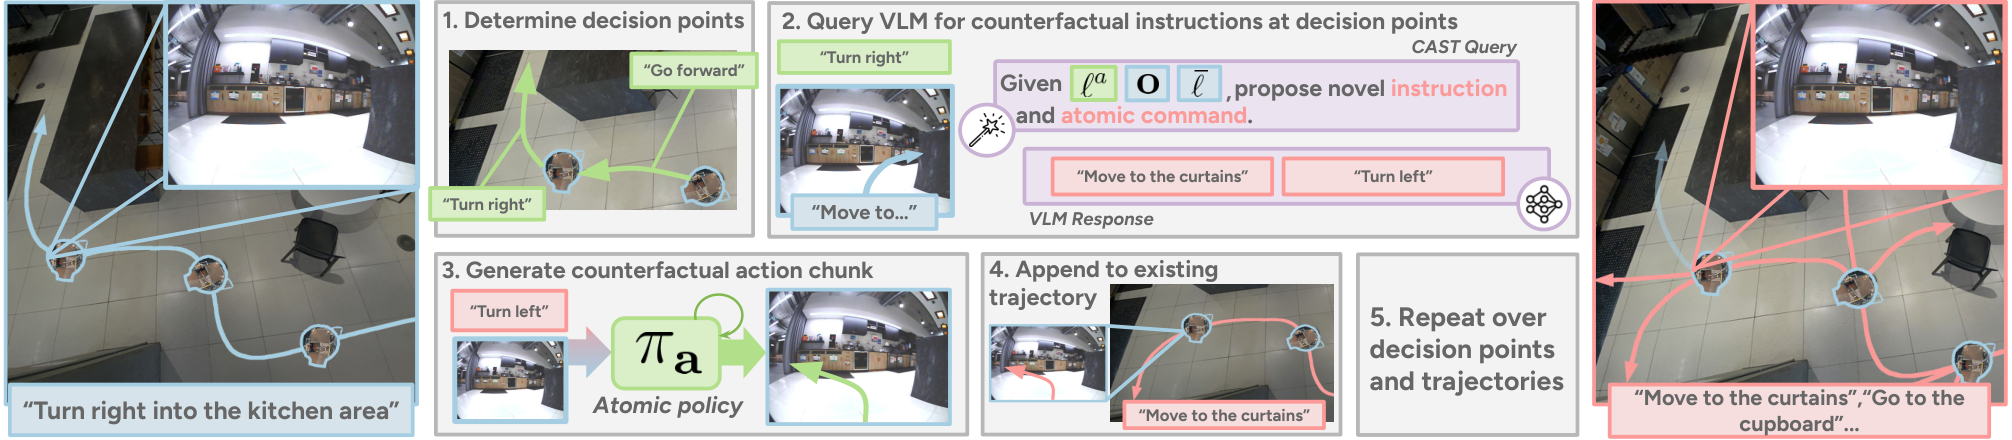 “Turn right into the kitchen area”
1. Determine decision points
“Go forward”
“Turn right”
2. Query VLM for counterfactual instructions at decision points
“Turn right”
“Move to...”
CAST Query
Given ℓᵃ O ℓ̄ , propose novel instruction
and atomic command.
“Move to the curtains” “Turn left”
VLM Response
3. Generate counterfactual action chunk
“Turn left”
πₐ
Atomic policy
4. Append to existing
trajectory
“Move to the curtains”
5. Repeat over
decision points
and trajectories
“Move to the curtains”,“Go to the
cupboard”...